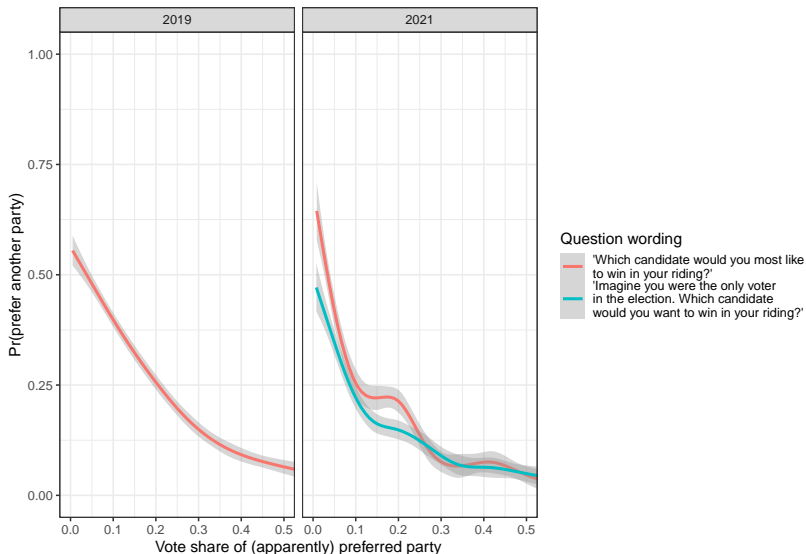 2019
2021
1.00
0.75
0.50
0.25
0.00
Pr(prefer another party)
0.0 0.1 0.2 0.3 0.4 0.5
0.0 0.1 0.2 0.3 0.4 0.5
Vote share of (apparently) preferred party
Question wording
'Which candidate would you most like
to win in your riding?'
'Imagine you were the only voter
in the election. Which candidate
would you want to win in your riding?'